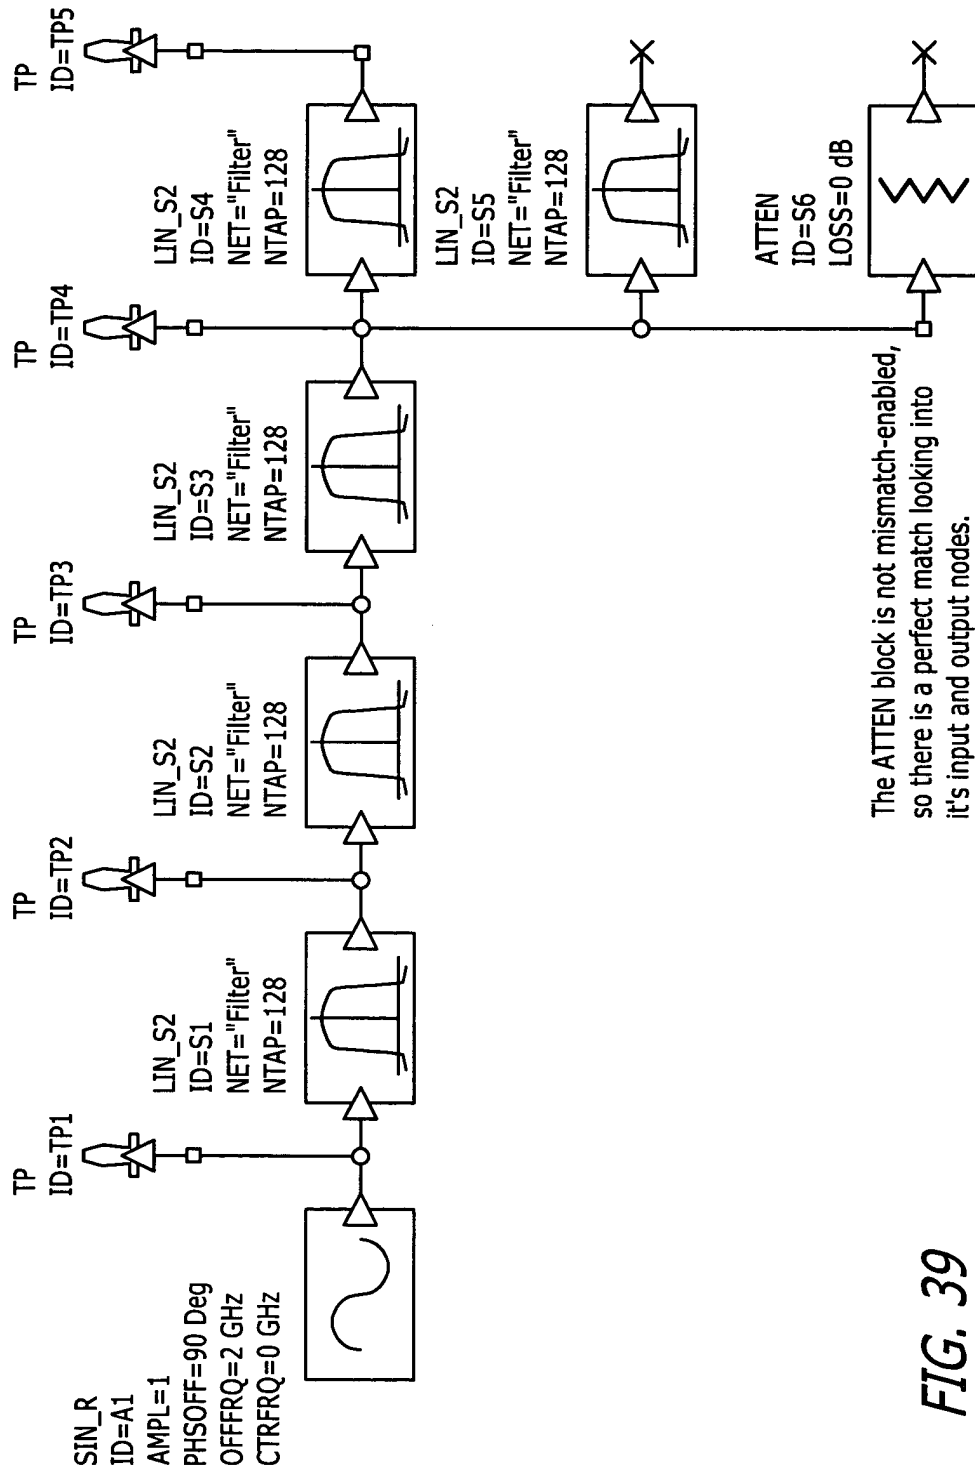 SIN_R
ID=A1
AMPL=1
PHSOFF=90 Deg
OFFFRQ=2 GHz
CTRFRQ=0 GHz
TP
ID=TP1
LIN_S2
ID=S1
NET="Filter"
NTAP=128
TP
ID=TP2
LIN_S2
ID=S2
NET="Filter"
NTAP=128
TP
ID=TP3
LIN_S2
ID=S3
NET="Filter"
NTAP=128
TP
ID=TP4
LIN_S2
ID=S4
NET="Filter"
NTAP=128
TP
ID=TP5
LIN_S2
ID=S5
NET="Filter"
NTAP=128
ATTEN
ID=S6
LOSS=0 dB
The ATTEN block is not mismatch-enabled,
so there is a perfect match looking into
it's input and output nodes.
FIG. 39